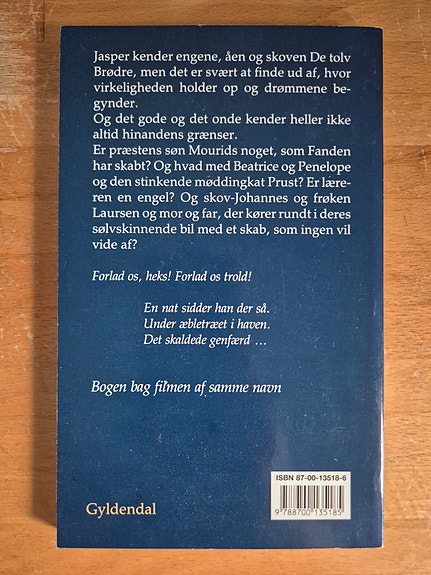 Jasper kender engene, åen og skoven De tolv
Brødre, men det er svært at finde ud af, hvor
virkeligheden holder op og drømmene be-
gynder.
Og det gode og det onde kender heller ikke
altid hinandens grænser.
Er præstens søn Mourids noget, som Fanden
har skabt? Og hvad med Beatrice og Penelope
og den stinkende møddingkat Prust? Er lære-
ren en engel? Og skov-Johannes og frøken
Laursen og mor og far, der kører rundt i deres
sølvskinnende bil med et skab, som ingen vil
vide af?
Forlad os, heks! Forlad os trold!
En nat sidder han der så.
Under æbletræet i haven.
Det skaldede genfærd ...
Bogen bag filmen af samme navn
ISBN 87-00-13518-6
9 788700 135185
Gyldendal